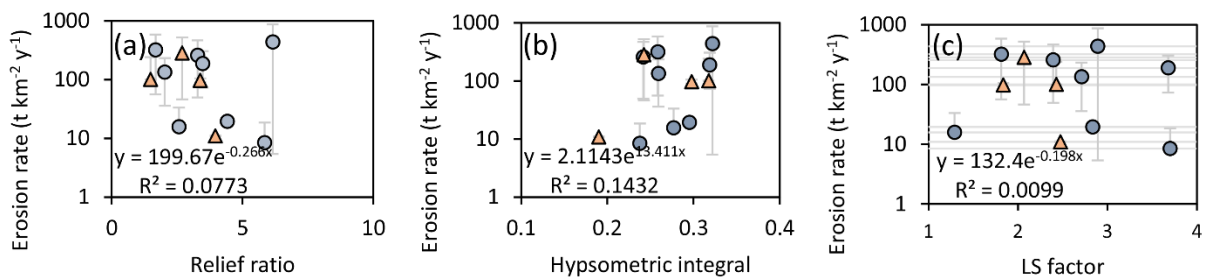 Erosion rate (t km⁻² y⁻¹)
1000
100
10
1
(a)
y = 199.67e^-0.266x
R² = 0.0773
0 5 10
Relief ratio
Erosion rate (t km⁻² y⁻¹)
1000
100
10
1
(b)
y = 2.1143e^13.411x
R² = 0.1432
0.1 0.2 0.3 0.4
Hypsometric integral
Erosion rate (t km⁻² y⁻¹)
1000
100
10
1
(c)
y = 132.4e^-0.198x
R² = 0.0099
1 2 3 4
LS factor